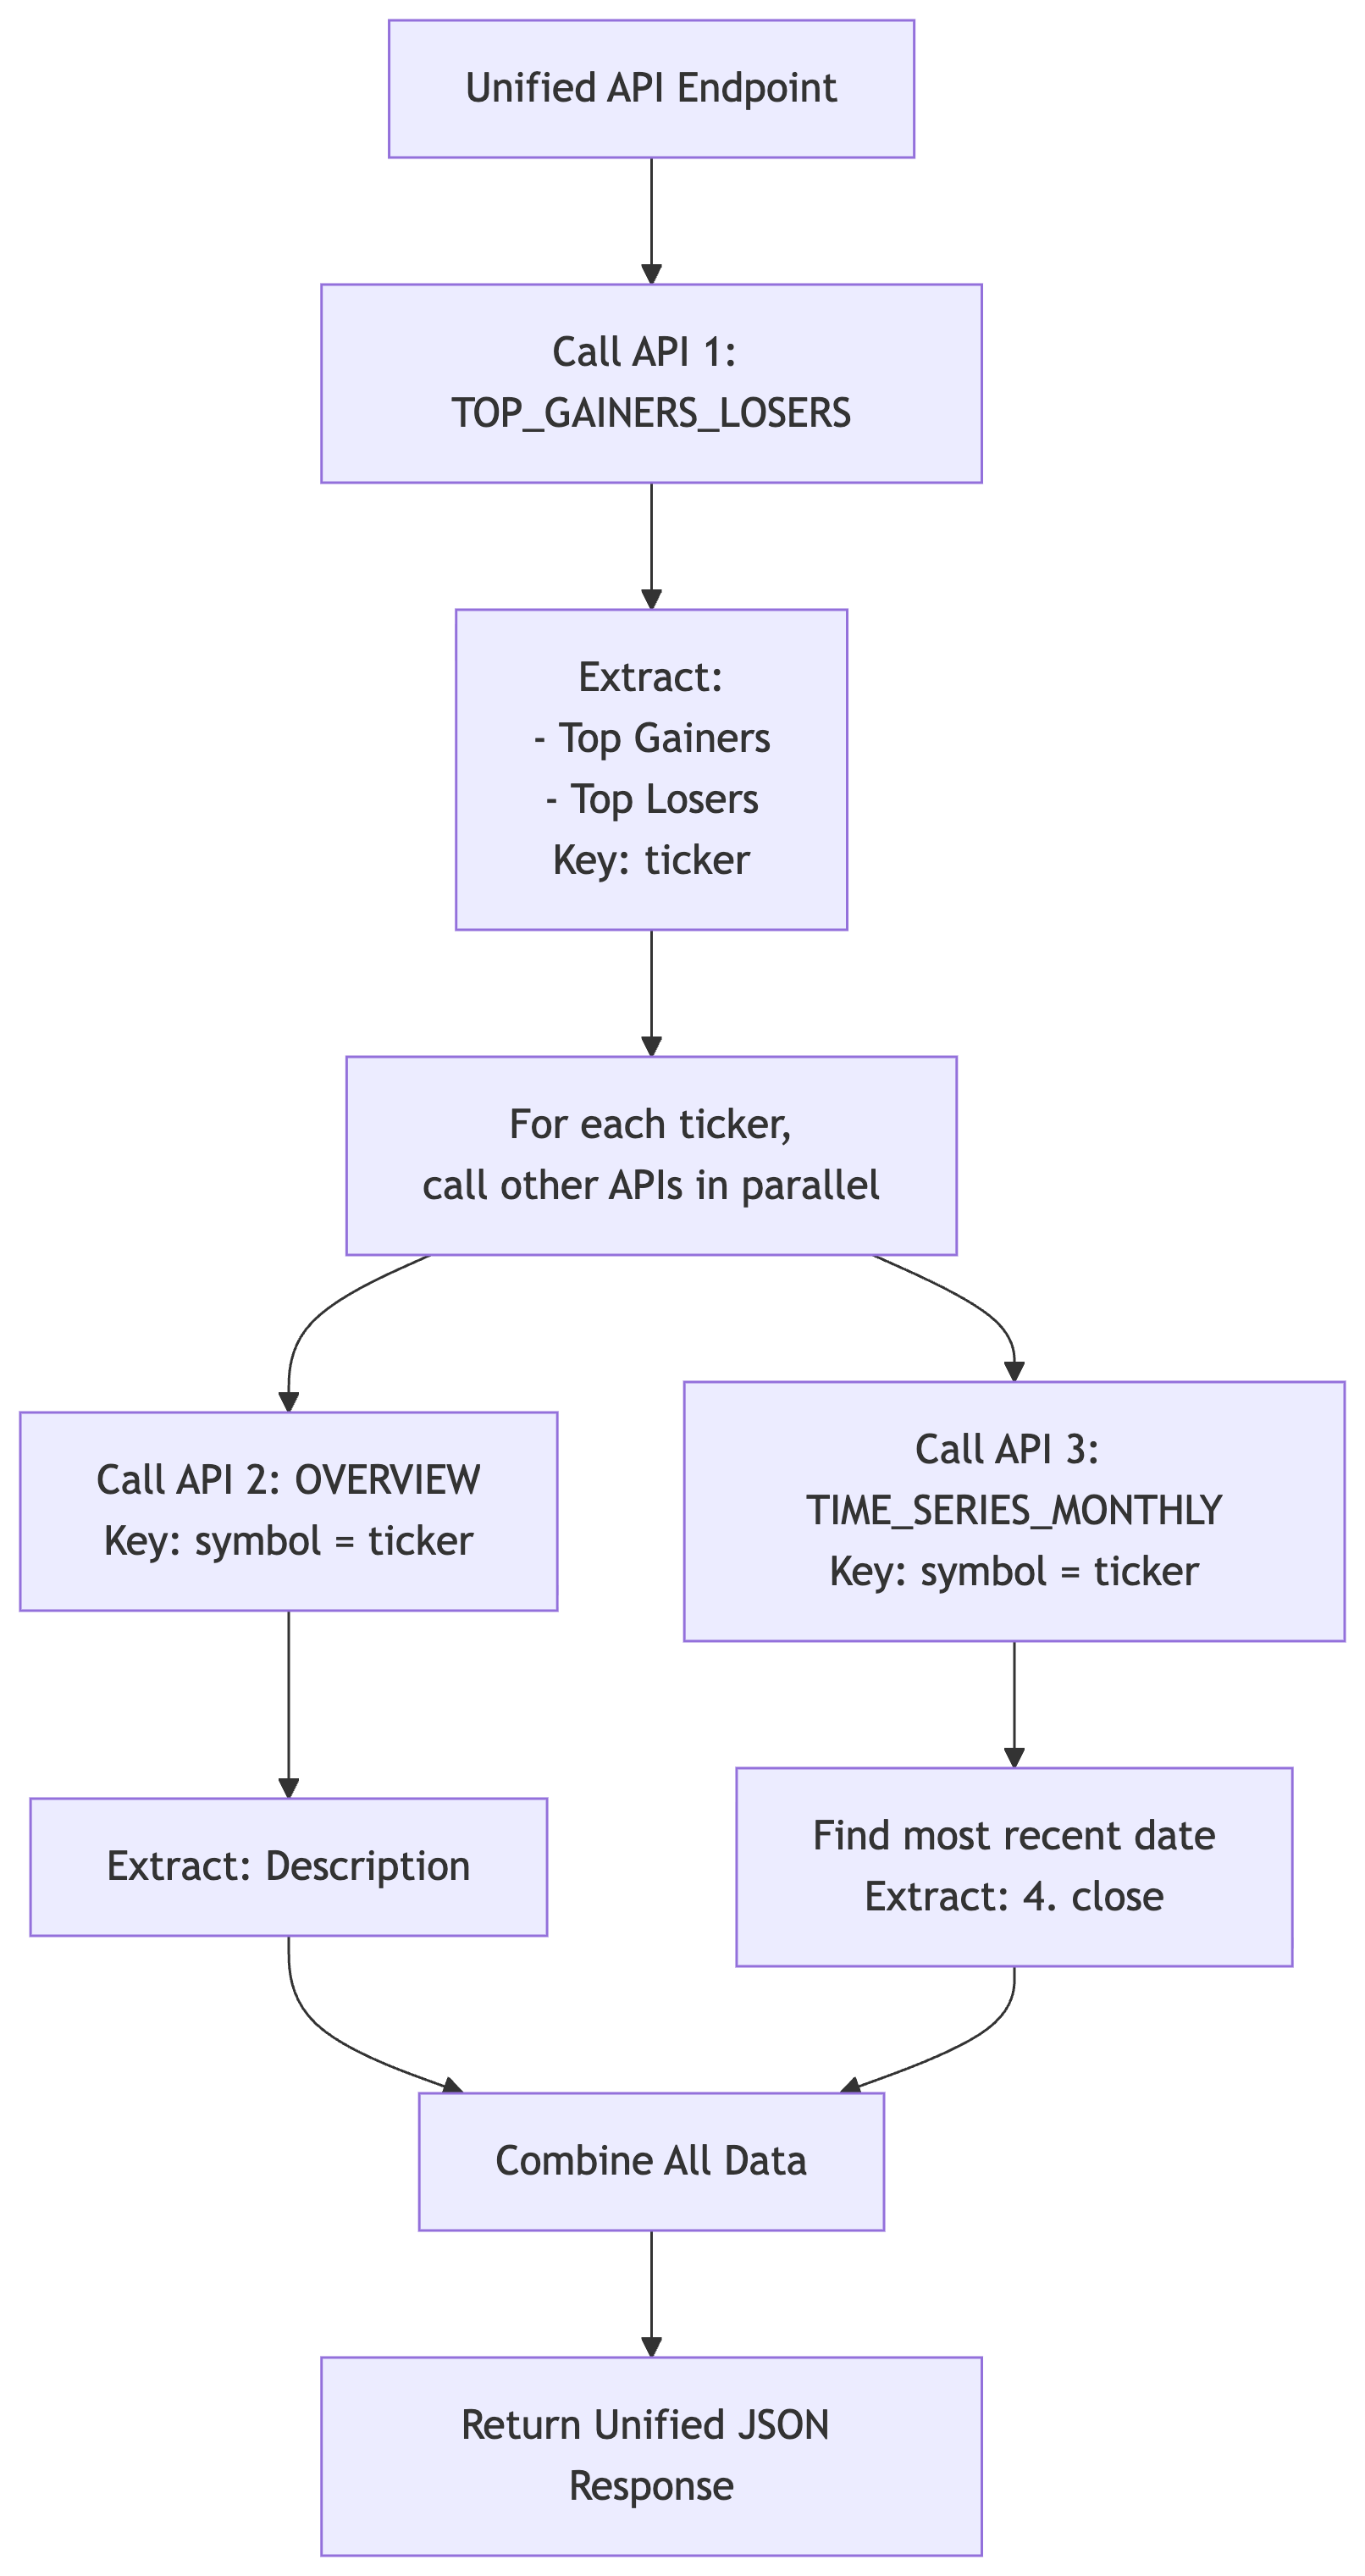 Unified API Endpoint
Call API 1:
TOP_GAINERS_LOSERS
Extract:
- Top Gainers
- Top Losers
Key: ticker
For each ticker,
call other APIs in parallel
Call API 2: OVERVIEW
Key: symbol = ticker
Call API 3:
TIME_SERIES_MONTHLY
Key: symbol = ticker
Extract: Description
Find most recent date
Extract: 4. close
Combine All Data
Return Unified JSON
Response